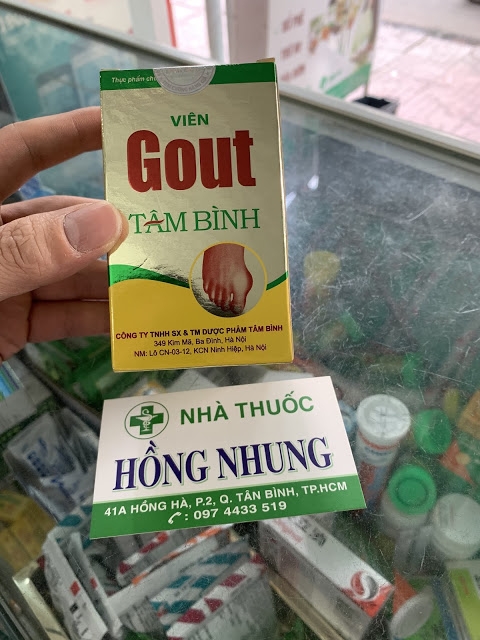 Thực phẩm
VIÊN
Gout
TÂM BÌNH
CÔNG TY TNHH SX & TM DƯỢC PHẨM TÂM BÌNH
349 Kim Mã, Ba Đình, Hà Nội
NM: Lô CN-03-12, KCN Ninh Hiệp, Hà Nội
NHÀ THUỐC
HỒNG NHUNG
41A HỒNG HÀ, P.2, Q. TÂN BÌNH, TP.HCM
: 097 4433 519